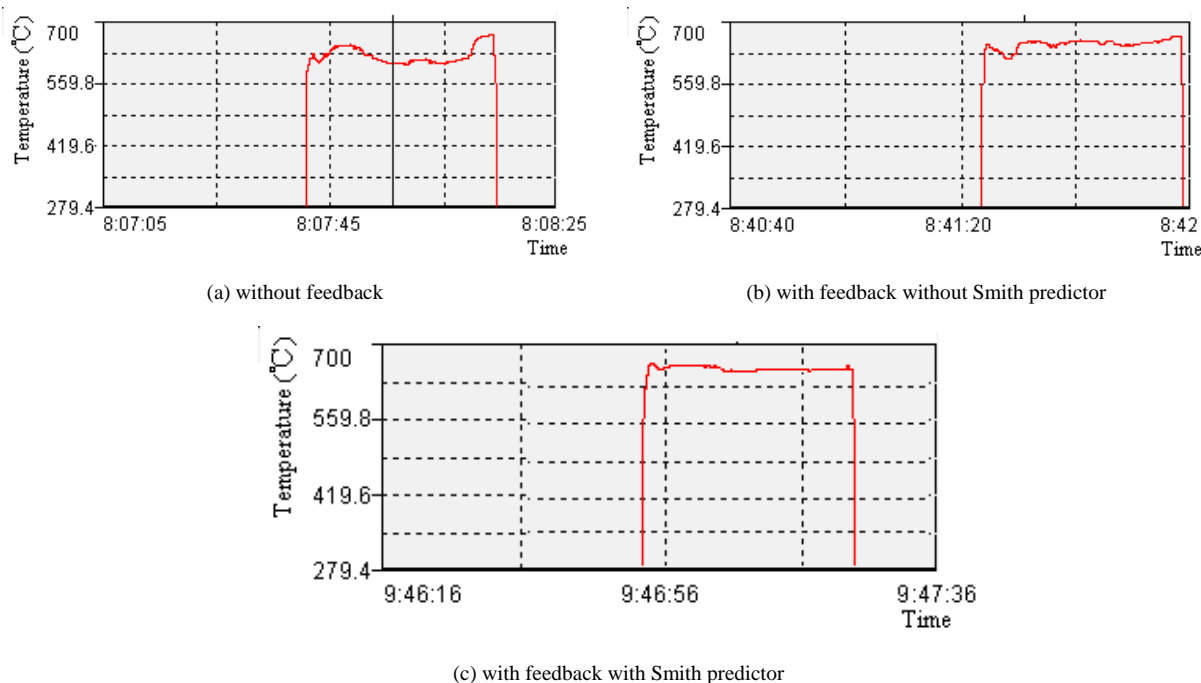 Temperature (℃)
700
559.8
419.6
279.4
8:07:05
8:07:45
8:08:25
Time
(a) without feedback
Temperature (℃)
700
559.8
419.6
279.4
8:40:40
8:41:20
8:42
Time
(b) with feedback without Smith predictor
Temperature (℃)
700
559.8
419.6
279.4
9:46:16
9:46:56
9:47:36
Time
(c) with feedback with Smith predictor